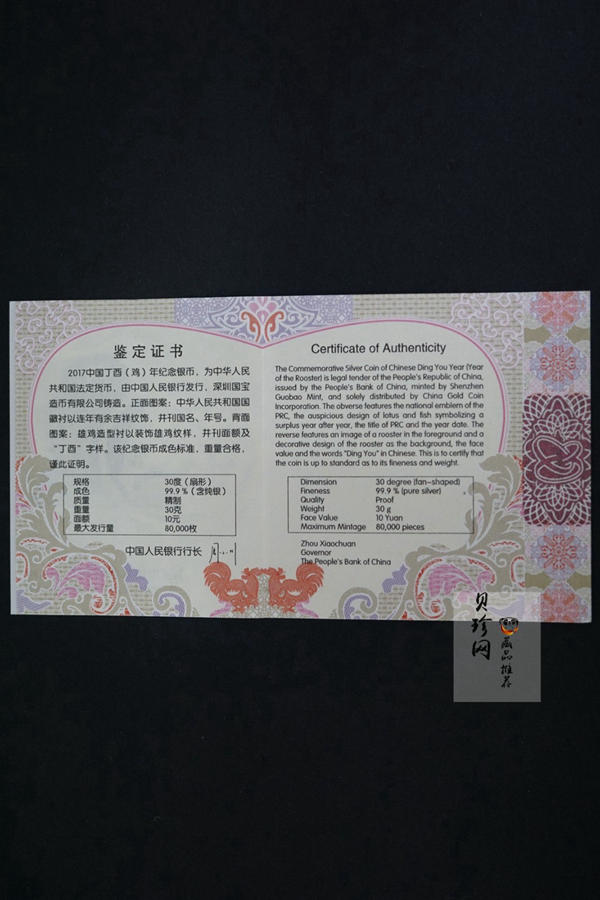 鉴定证书
2017中国丁酉（鸡）年纪念银币，为中华人民
共和国法定货币，由中国人民银行发行，深圳国宝
造币有限公司铸造。正面图案：中华人民共和国国
徽衬以连年有余吉祥纹饰，并刊国名、年号。背面
图案：雄鸡造型衬以装饰雄鸡纹样，并刊面额及
“丁酉”字样。该纪念银币成色标准，重量合格，
谨此证明。
规格 30度（扇形）
成色 99.9％（含纯银）
质量 精制
重量 30克
面额 10元
最大发行量 80,000枚
中国人民银行行长
Certificate of Authenticity
The Commemorative Silver Coin of Chinese Ding You Year (Year
of the Rooster) is legal tender of the People's Republic of China,
issued by the People's Bank of China, minted by Shenzhen
Guobao Mint, and solely distributed by China Gold Coin
Incorporation. The obverse features the national emblem of the
PRC, the auspicious design of lotus and fish symbolizing a
surplus year after year, the title of PRC and the year date. The
reverse features an image of a rooster in the foreground and a
decorative design of the rooster as the background, the face
value and the words "Ding You" in Chinese. This is to certify that
the coin is up to standard as to its fineness and weight.
Dimension 30 degree (fan-shaped)
Fineness 99.9 % (pure silver)
Quality Proof
Weight 30 g
Face Value 10 Yuan
Maximum Mintage 80,000 pieces
Zhou Xiaochuan
Governor
The People's Bank of China
贝珍网
藏品推荐